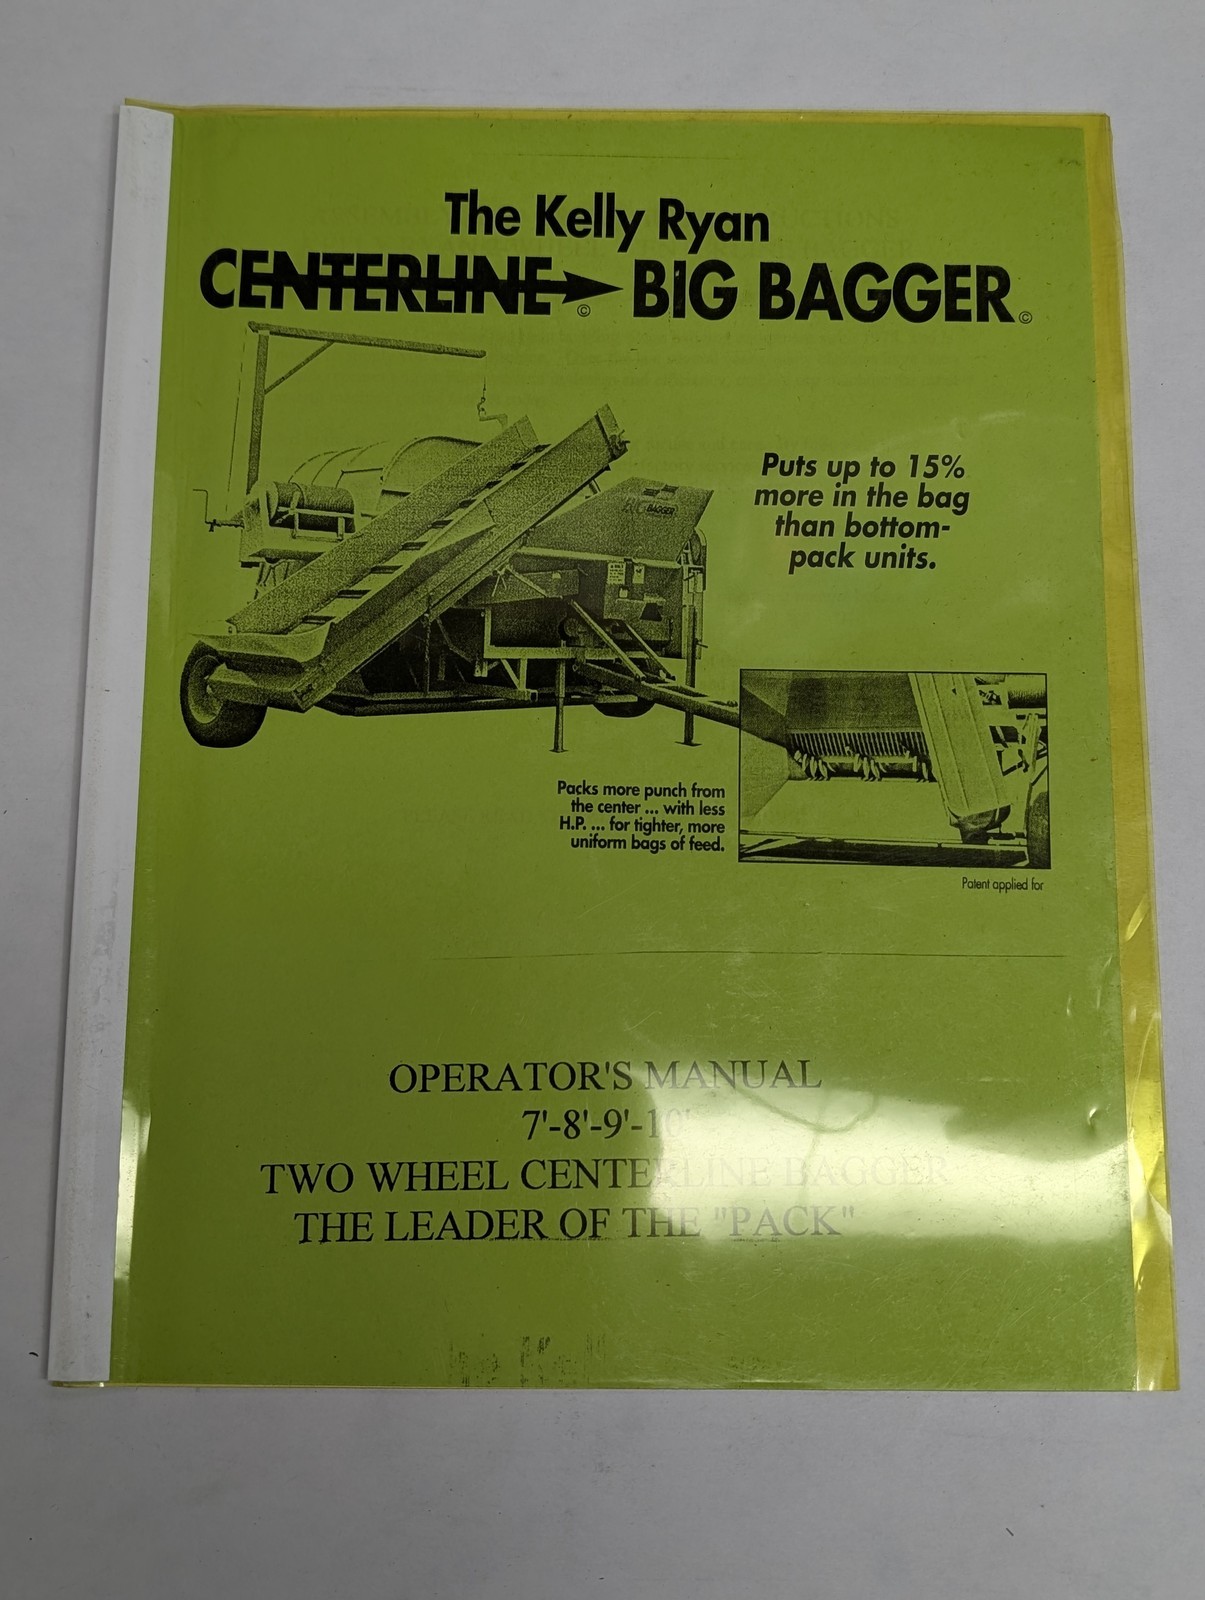 The Kelly Ryan
CENTERLINE © BIG BAGGER ©
BIG BAGGER
Puts up to 15%
more in the bag
than bottom-
pack units.
Packs more punch from
the center ... with less
H.P. ... for tighter, more
uniform bags of feed.
Patent applied for
OPERATOR'S MANUAL
7'-8'-9'-10'
TWO WHEEL CENTERLINE BAGGER
THE LEADER OF THE "PACK"